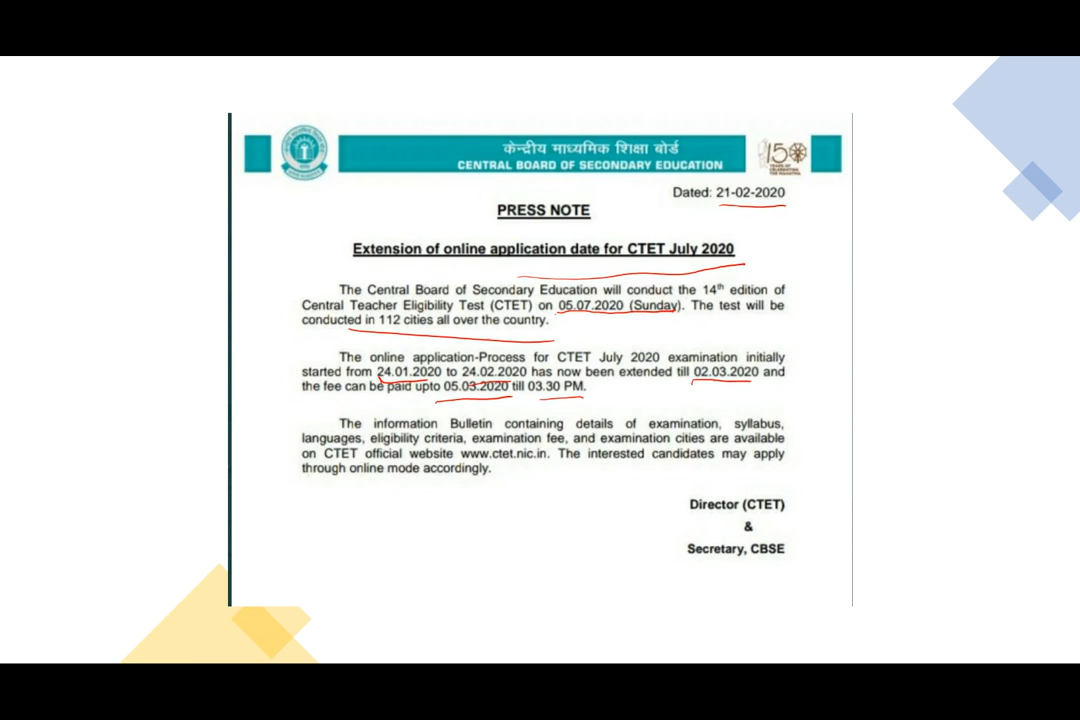 केन्द्रीय माध्यमिक शिक्षा बोर्ड
CENTRAL BOARD OF SECONDARY EDUCATION
150
YEARS OF
CELEBRATING
THE MAHATMA
Dated: 21-02-2020
PRESS NOTE
Extension of online application date for CTET July 2020
The Central Board of Secondary Education will conduct the 14th edition of
Central Teacher Eligibility Test (CTET) on 05.07.2020 (Sunday). The test will be
conducted in 112 cities all over the country.
The online application-Process for CTET July 2020 examination initially
started from 24.01.2020 to 24.02.2020 has now been extended till 02.03.2020 and
the fee can be paid upto 05.03.2020 till 03.30 PM.
The information Bulletin containing details of examination, syllabus,
languages, eligibility criteria, examination fee, and examination cities are available
on CTET official website www.ctet.nic.in. The interested candidates may apply
through online mode accordingly.
Director (CTET)
&
Secretary, CBSE